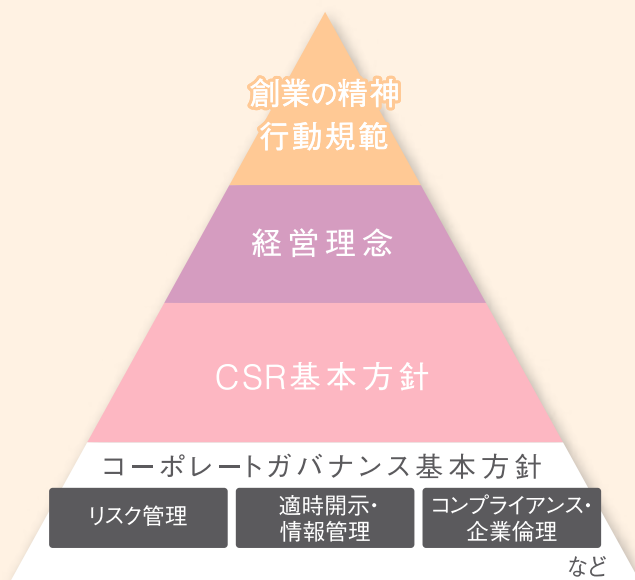 創業の精神
行動規範
経営理念
CSR基本方針
コーポレートガバナンス基本方針
リスク管理
適時開示・
情報管理
コンプライアンス・
企業倫理
など